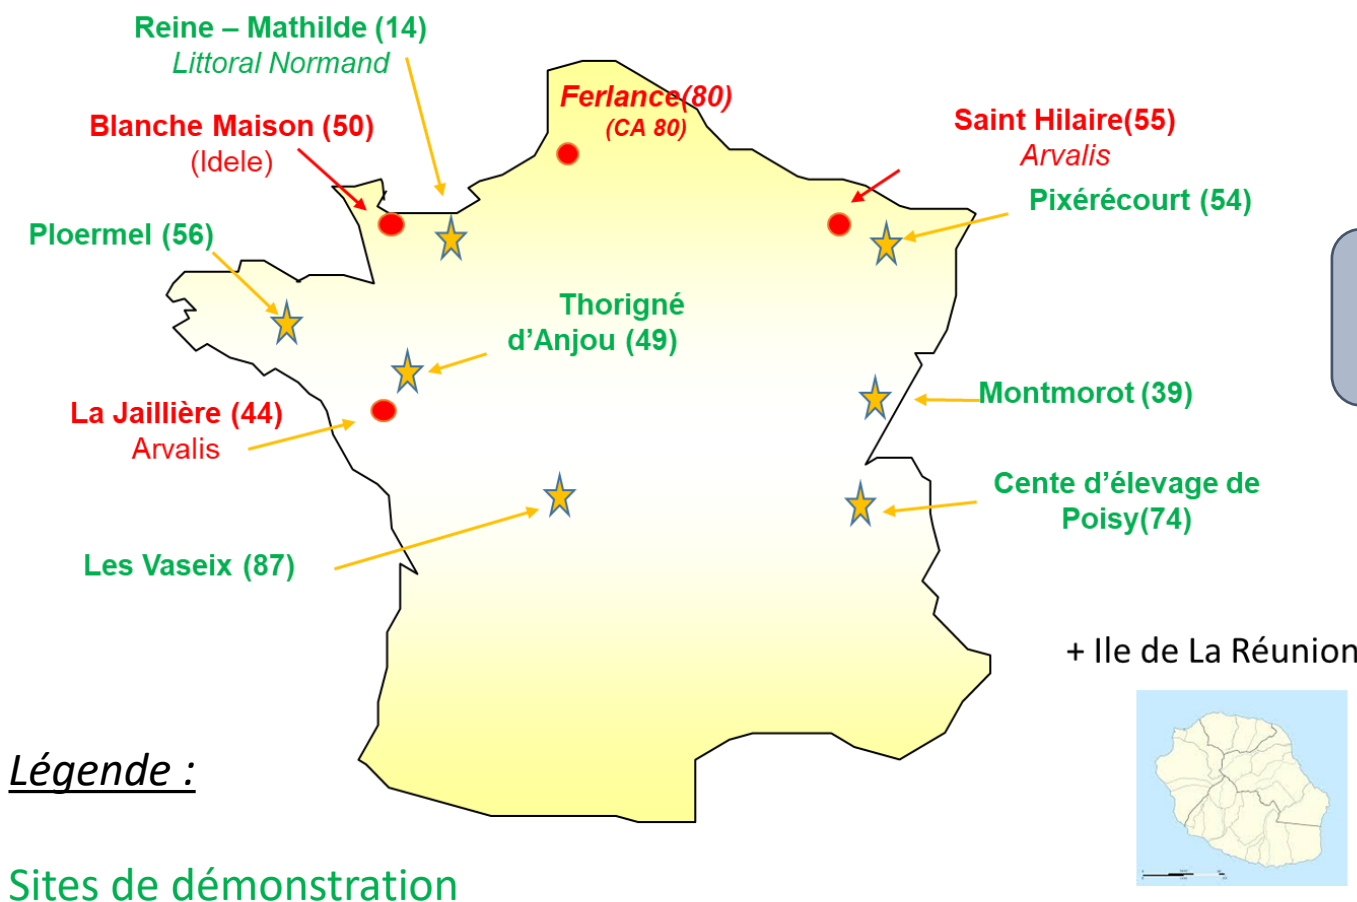 Reine – Mathilde (14)
Littoral Normand
Ferlance(80)
(CA 80)
Blanche Maison (50)
(Idele)
Saint Hilaire(55)
Arvalis
Pixérécourt (54)
Ploermel (56)
Thorigné
d’Anjou (49)
Montmorot (39)
La Jaillière (44)
Arvalis
Cente d’élevage de
Poisy(74)
Les Vaseix (87)
+ Ile de La Réunion
Légende :
Sites de démonstration